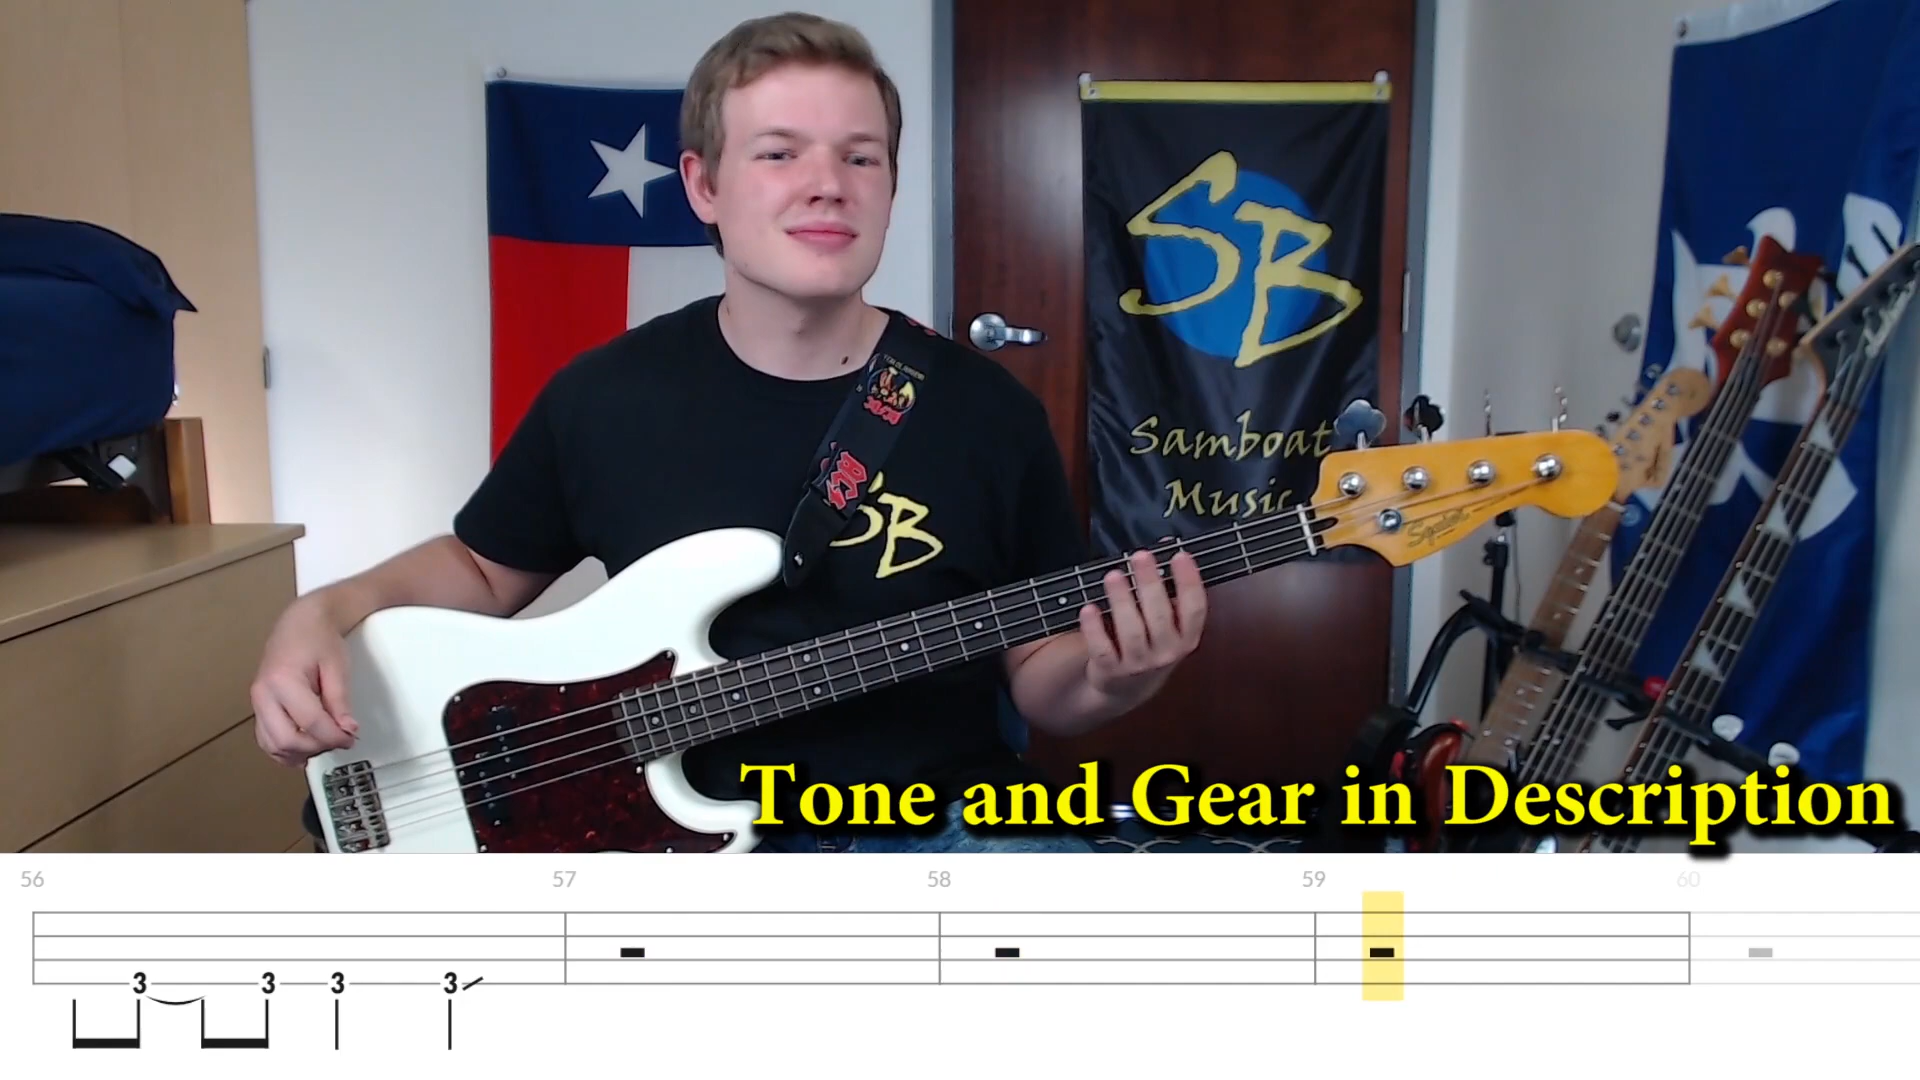 SB
Samboat
Music
SB
Squier
Tone and Gear in Description
56 57 58 59 60
3 3 3 3